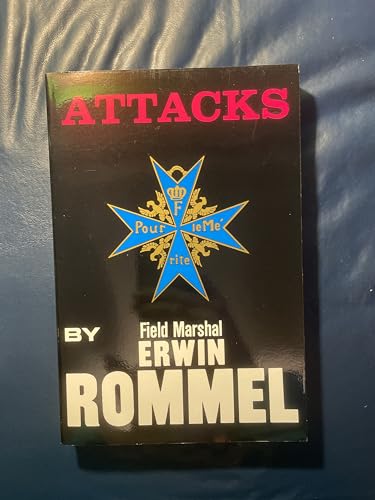 ATTACKS
F
Pour le Mé
rite
BY Field Marshal
ERWIN
ROMMEL